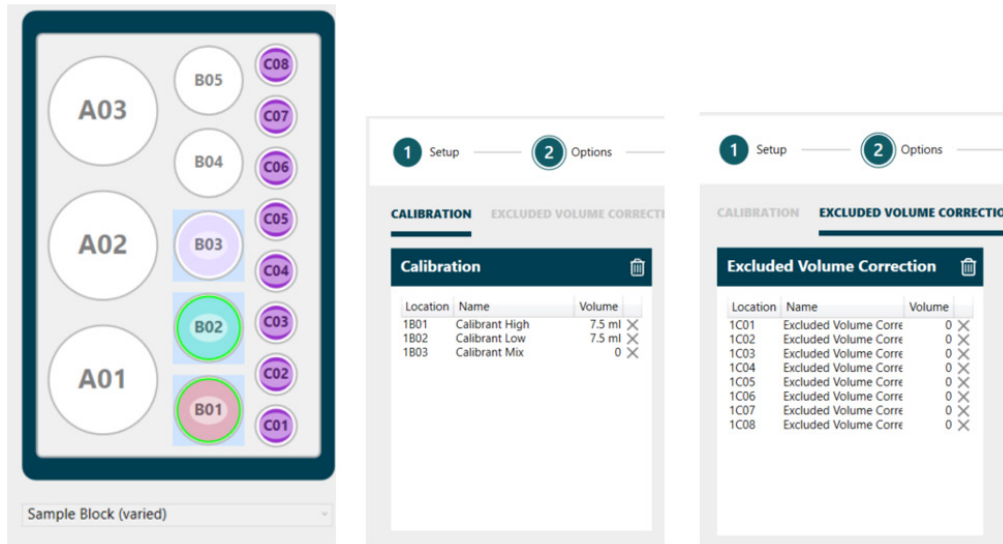 C08
B05
A03
C07
B04
C06
C05
A02
B03
C04
B02
C03
C02
A01
B01
C01
Sample Block (varied)
1 Setup 2 Options
CALIBRATION EXCLUDED VOLUME CORRECTI
Calibration
Location Name Volume
1B01 Calibrant High 7.5 ml
1B02 Calibrant Low 7.5 ml
1B03 Calibrant Mix 0
1 Setup 2 Options
CALIBRATION EXCLUDED VOLUME CORRECTIO
Excluded Volume Correction
Location Name Volume
1C01 Excluded Volume Corre 0
1C02 Excluded Volume Corre 0
1C03 Excluded Volume Corre 0
1C04 Excluded Volume Corre 0
1C05 Excluded Volume Corre 0
1C06 Excluded Volume Corre 0
1C07 Excluded Volume Corre 0
1C08 Excluded Volume Corre 0